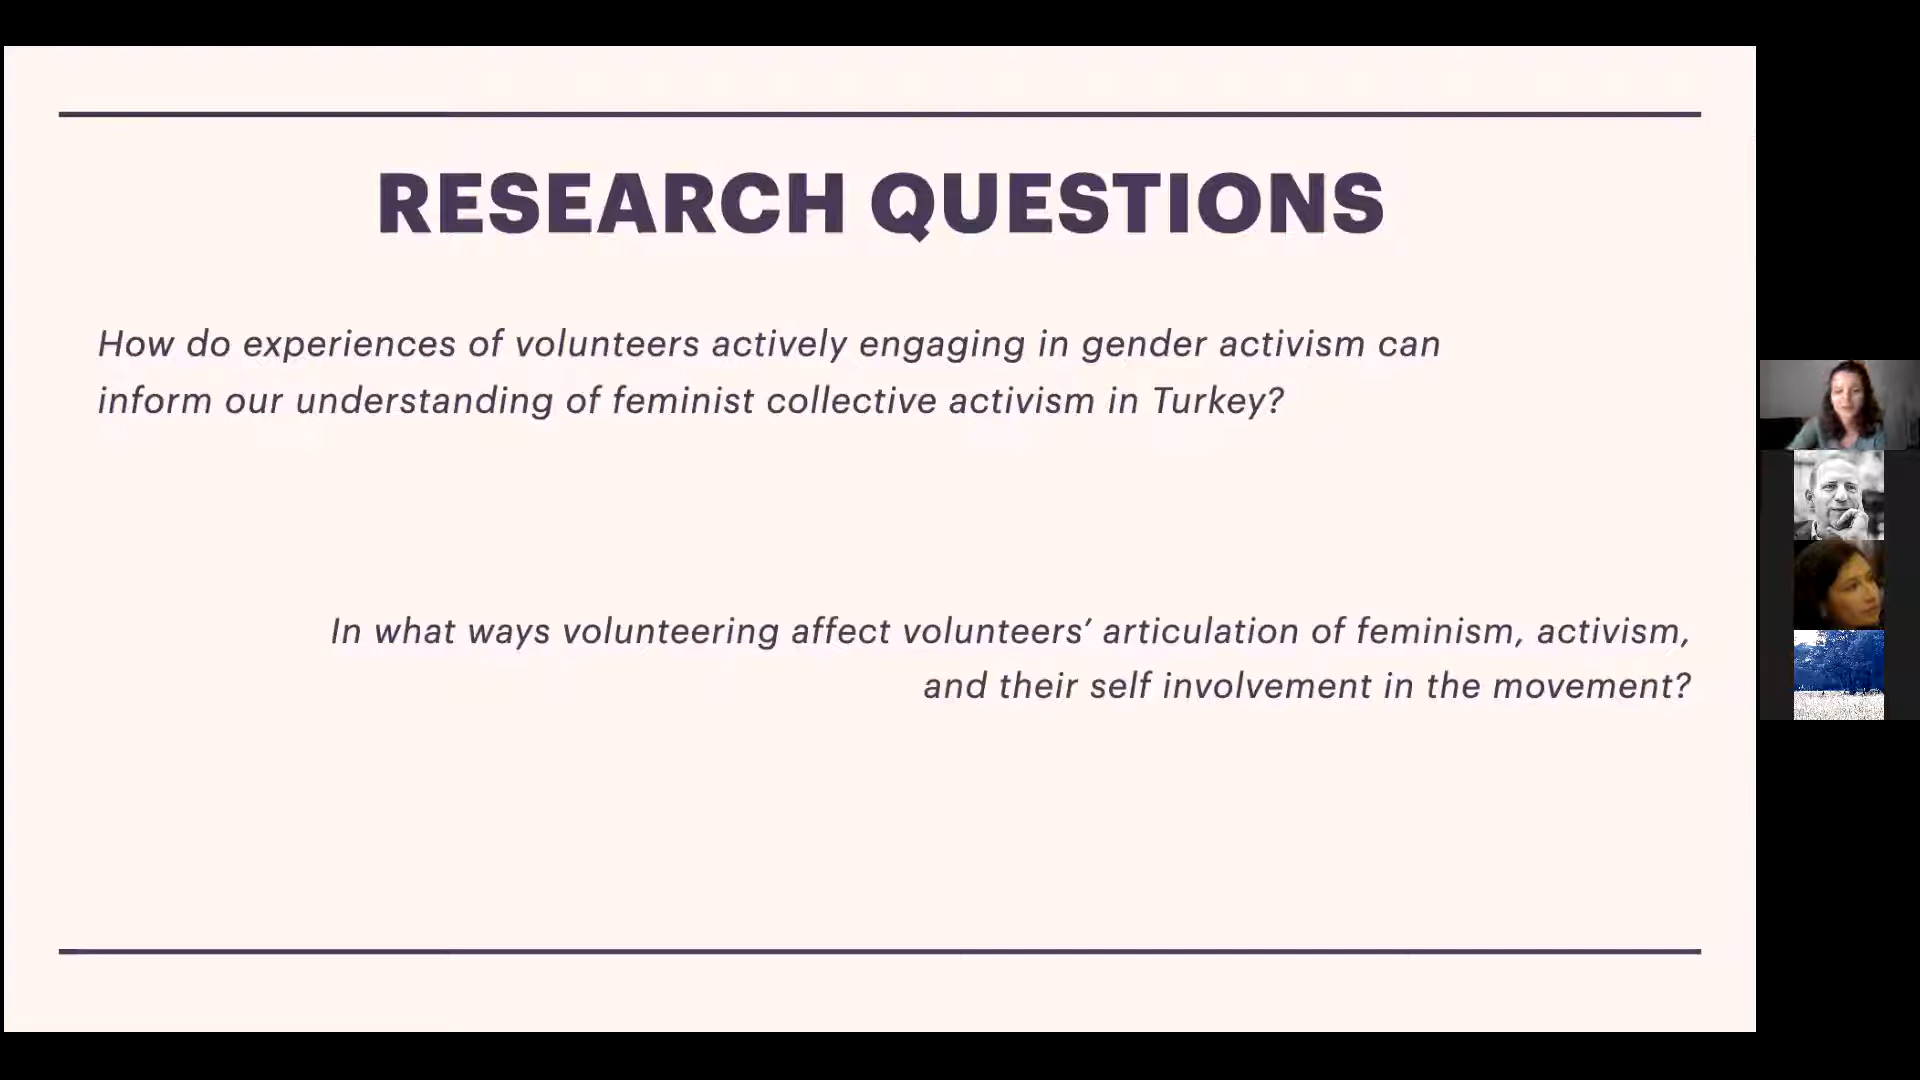 RESEARCH QUESTIONS
How do experiences of volunteers actively engaging in gender activism can
inform our understanding of feminist collective activism in Turkey?
In what ways volunteering affect volunteers’ articulation of feminism, activism,
and their self involvement in the movement?